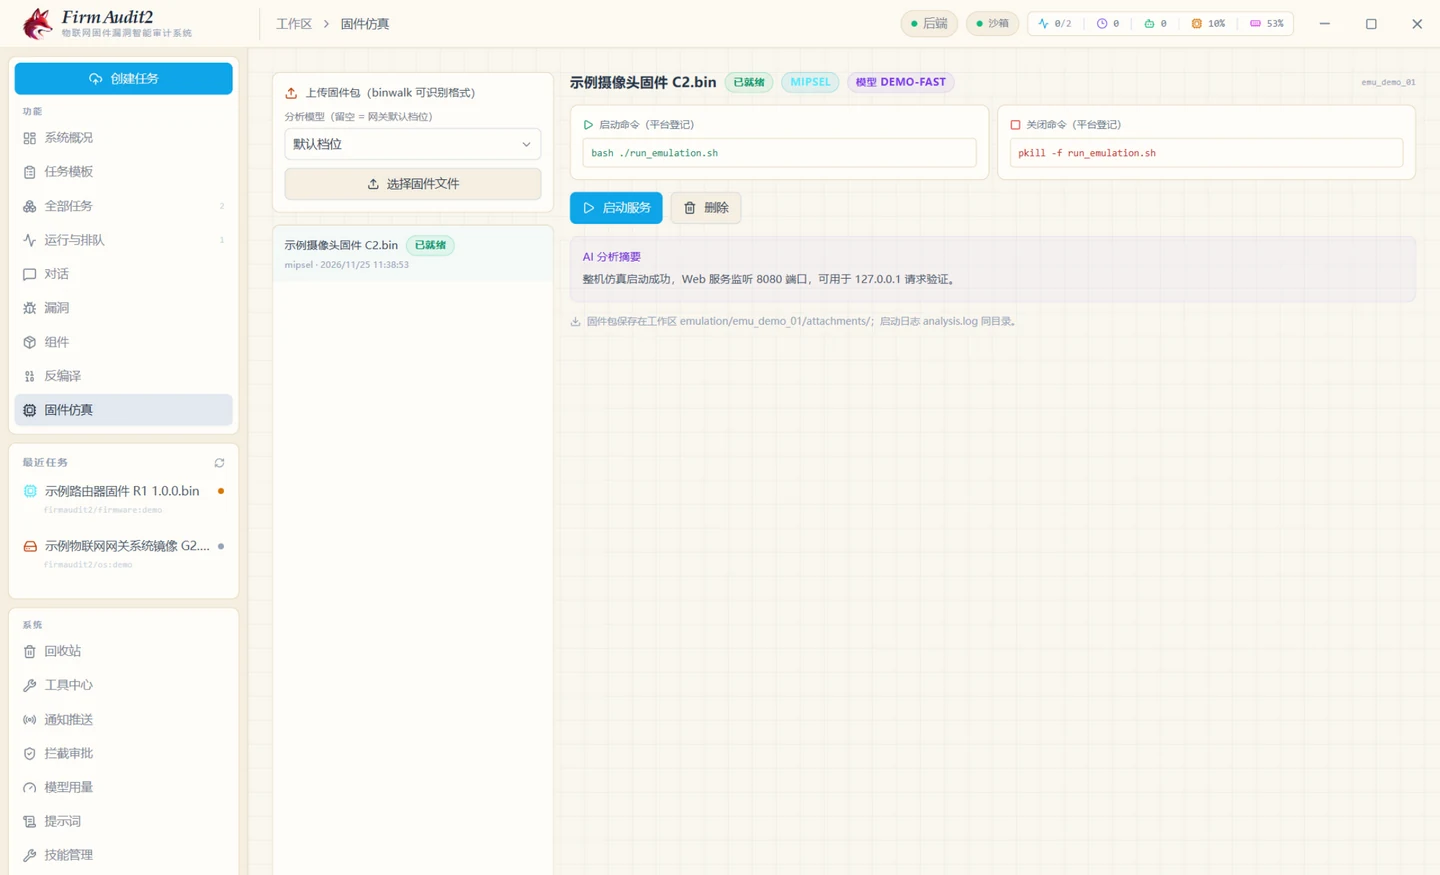 Firm Audit2
物联网固件漏洞智能审计系统
工作区 > 固件仿真
后端
沙箱
0/2
0
0
10%
53%
创建任务
功能
系统概况
任务模板
全部任务 2
运行与排队 1
对话
漏洞
组件
反编译
固件仿真
最近任务
示例路由器固件 R1 1.0.0.bin
firmaudit2/firmware:demo
示例物联网网关系统镜像 G2....
firmaudit2/os:demo
系统
回收站
工具中心
通知推送
拦截审批
模型用量
提示词
技能管理
上传固件包（binwalk 可识别格式）
分析模型（留空 = 网关默认档位）
默认档位
选择固件文件
示例摄像头固件 C2.bin 已就绪
mipsel · 2026/11/25 11:38:53
示例摄像头固件 C2.bin 已就绪 MIPSEL 模型 DEMO-FAST
emu_demo_01
启动命令（平台登记）
bash ./run_emulation.sh
关闭命令（平台登记）
pkill -f run_emulation.sh
启动服务
删除
AI 分析摘要
整机仿真启动成功，Web 服务监听 8080 端口，可用于 127.0.0.1 请求验证。
固件包保存在工作区 emulation/emu_demo_01/attachments/；启动日志 analysis.log 同目录。